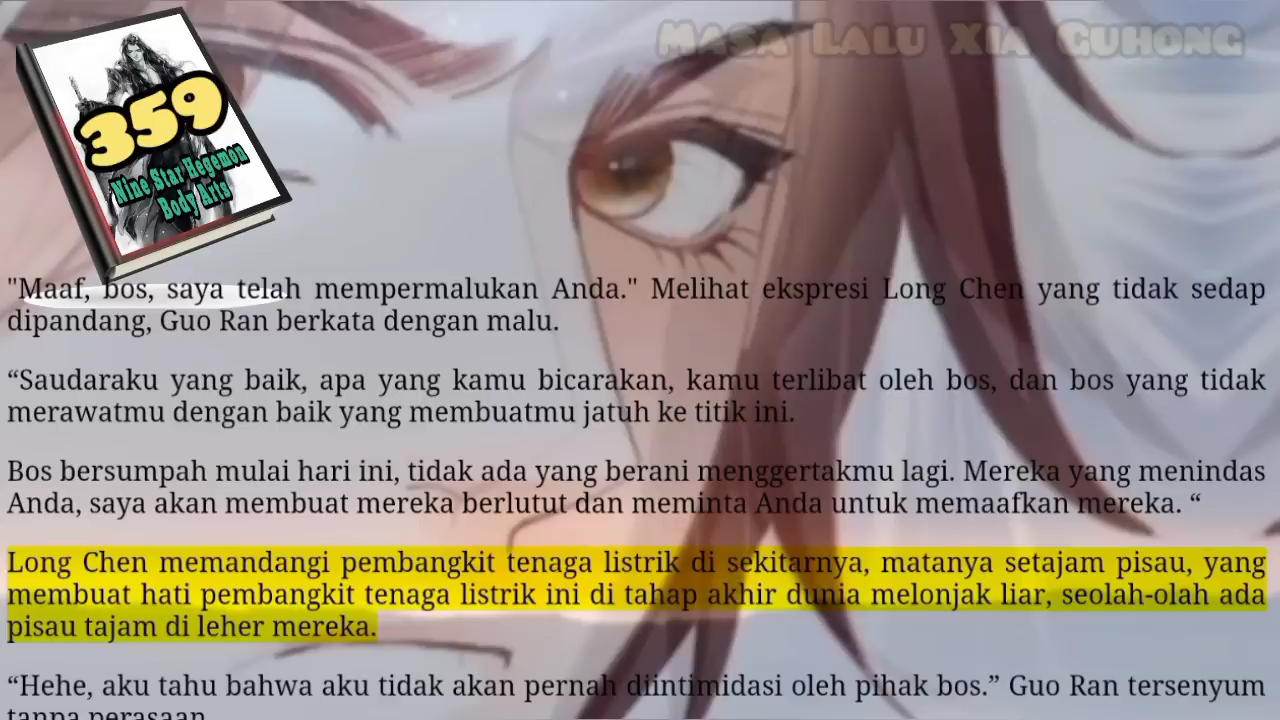 Masa Lalu Xia Guhong
359
Nine Star Hegemon
Body Arts
"Maaf, bos, saya telah mempermalukan Anda." Melihat ekspresi Long Chen yang tidak sedap
dipandang, Guo Ran berkata dengan malu.
“Saudaraku yang baik, apa yang kamu bicarakan, kamu terlibat oleh bos, dan bos yang tidak
merawatmu dengan baik yang membuatmu jatuh ke titik ini.
Bos bersumpah mulai hari ini, tidak ada yang berani menggertakmu lagi. Mereka yang menindas
Anda, saya akan membuat mereka berlutut dan meminta Anda untuk memaafkan mereka. “
Long Chen memandangi pembangkit tenaga listrik di sekitarnya, matanya setajam pisau, yang
membuat hati pembangkit tenaga listrik ini di tahap akhir dunia melonjak liar, seolah-olah ada
pisau tajam di leher mereka.
“Hehe, aku tahu bahwa aku tidak akan pernah diintimidasi oleh pihak bos.” Guo Ran tersenyum
tanpa perasaan